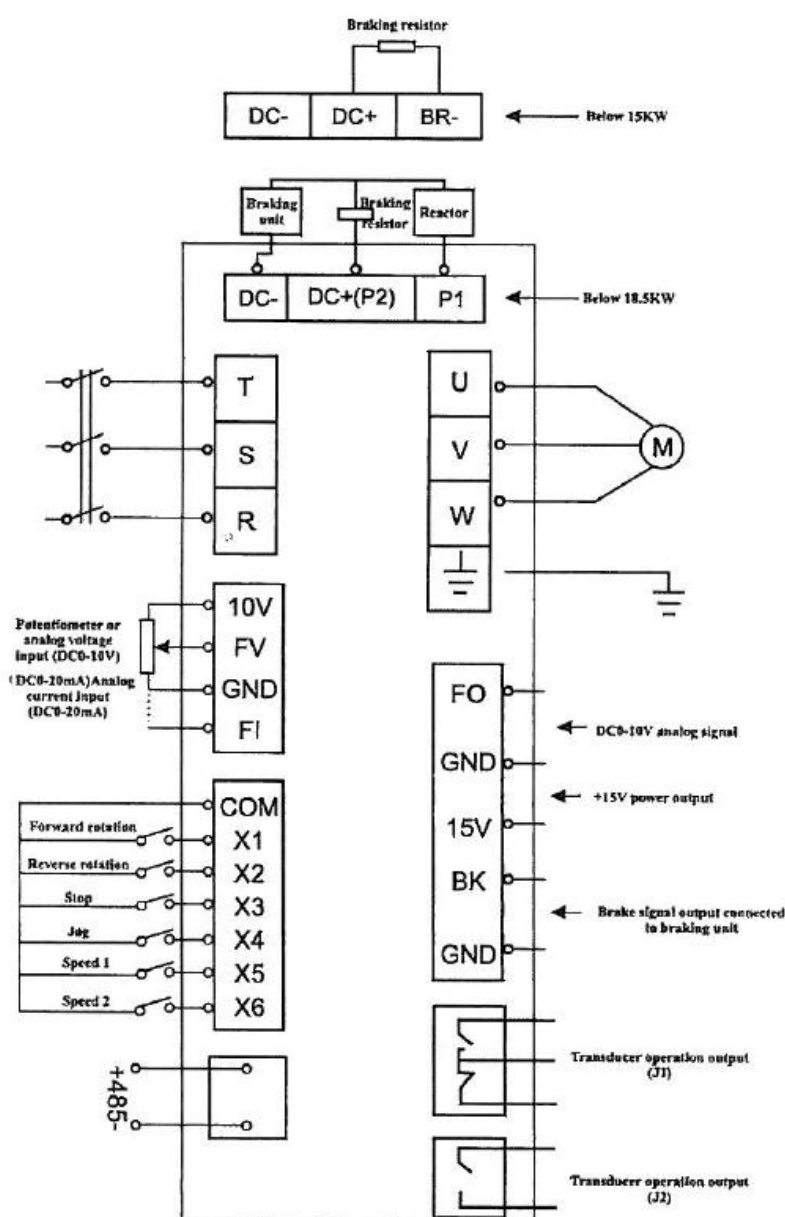 Braking resistor
DC-
DC+
BR-
Below 15KW
Braking
unit
Braking
resistor
Reactor
DC-
DC+(P2)
P1
Below 18.5KW
T
S
R
U
V
W
M
10V
FV
GND
FI
Potentiometer or
analog voltage
input (DC0-10V)
(DC0-20mA)Analog
current input
(DC0-20mA)
FO
GND
15V
BK
GND
DC0-10V analog signal
+15V power output
Brake signal output connected
to braking unit
COM
Forward rotation
X1
Reverse rotation
X2
Stop
X3
Jog
X4
Speed 1
X5
Speed 2
X6
+485-
Transducer operation output
(J1)
Transducer operation output
(J2)